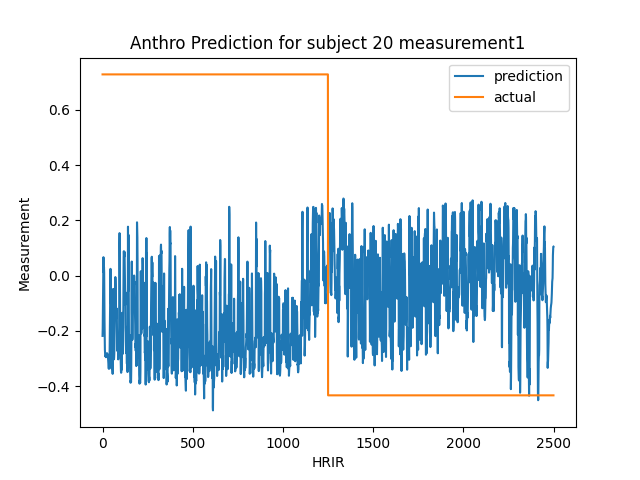 Anthro Prediction for subject 20 measurement1
prediction
actual
Measurement
0.6
0.4
0.2
0.0
−0.2
−0.4
0 500 1000 1500 2000 2500
HRIR